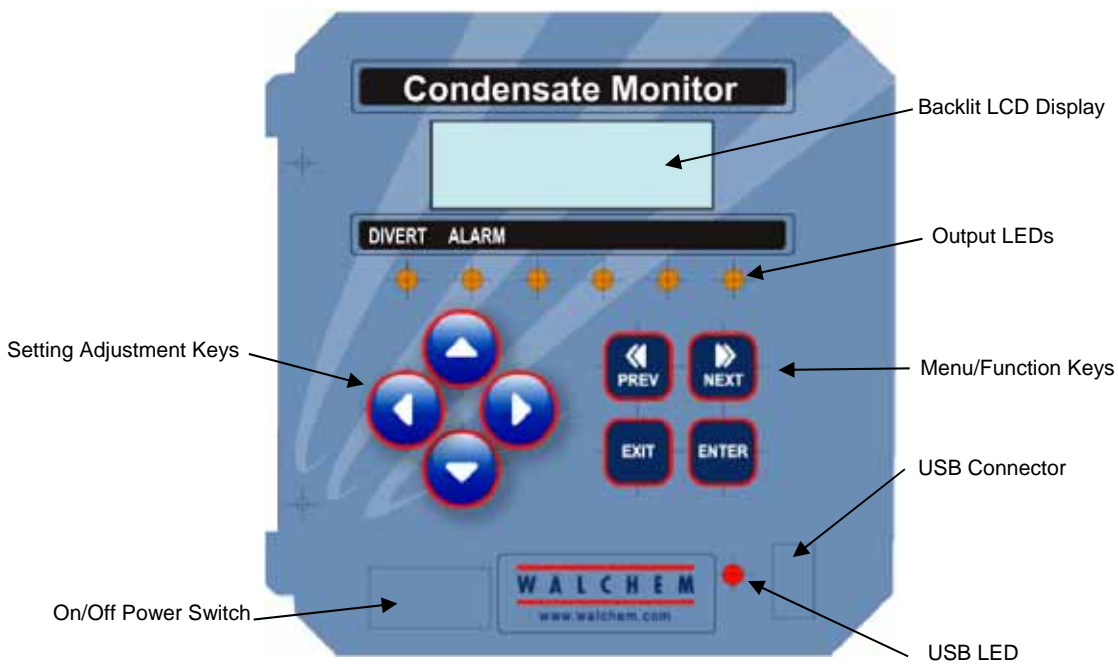 Condensate Monitor
Backlit LCD Display
DIVERT ALARM
Output LEDs
Setting Adjustment Keys
PREV NEXT
Menu/Function Keys
EXIT ENTER
USB Connector
WALCHEM
www.walchem.com
On/Off Power Switch
USB LED